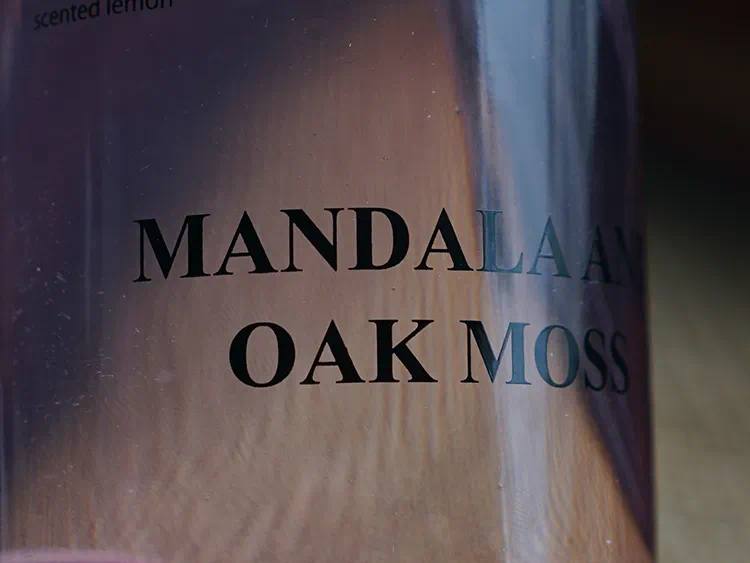 scented lemon
MANDALA AN
OAK MOSS